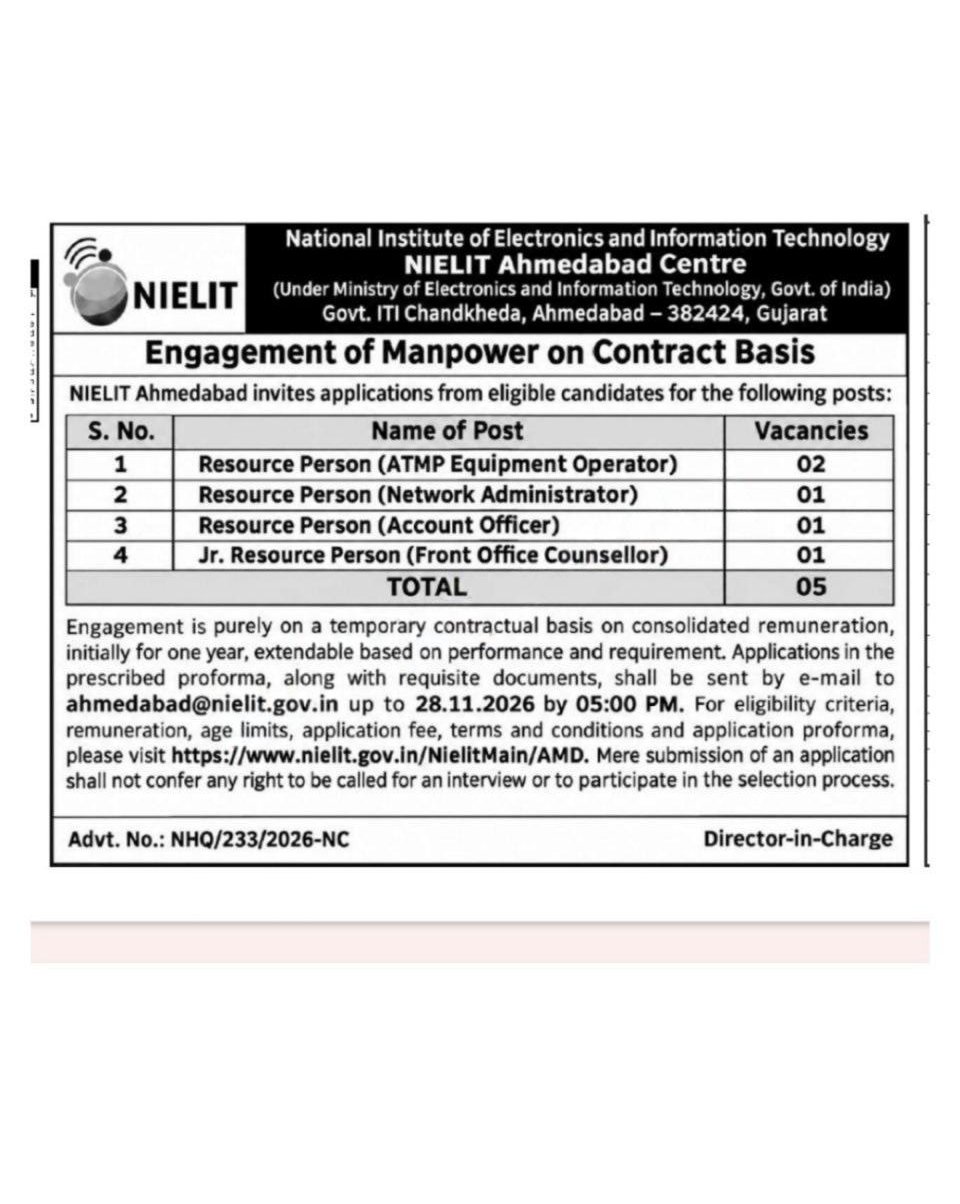 NIELIT
National Institute of Electronics and Information Technology
NIELIT Ahmedabad Centre
(Under Ministry of Electronics and Information Technology, Govt. of India)
Govt. ITI Chandkheda, Ahmedabad – 382424, Gujarat
Engagement of Manpower on Contract Basis
NIELIT Ahmedabad invites applications from eligible candidates for the following posts:
S. No. Name of Post Vacancies
1 Resource Person (ATMP Equipment Operator) 02
2 Resource Person (Network Administrator) 01
3 Resource Person (Account Officer) 01
4 Jr. Resource Person (Front Office Counsellor) 01
TOTAL 05
Engagement is purely on a temporary contractual basis on consolidated remuneration,
initially for one year, extendable based on performance and requirement. Applications in the
prescribed proforma, along with requisite documents, shall be sent by e-mail to
ahmedabad@nielit.gov.in up to 28.11.2026 by 05:00 PM. For eligibility criteria,
remuneration, age limits, application fee, terms and conditions and application proforma,
please visit https://www.nielit.gov.in/NielitMain/AMD. Mere submission of an application
shall not confer any right to be called for an interview or to participate in the selection process.
Advt. No.: NHQ/233/2026-NC Director-in-Charge